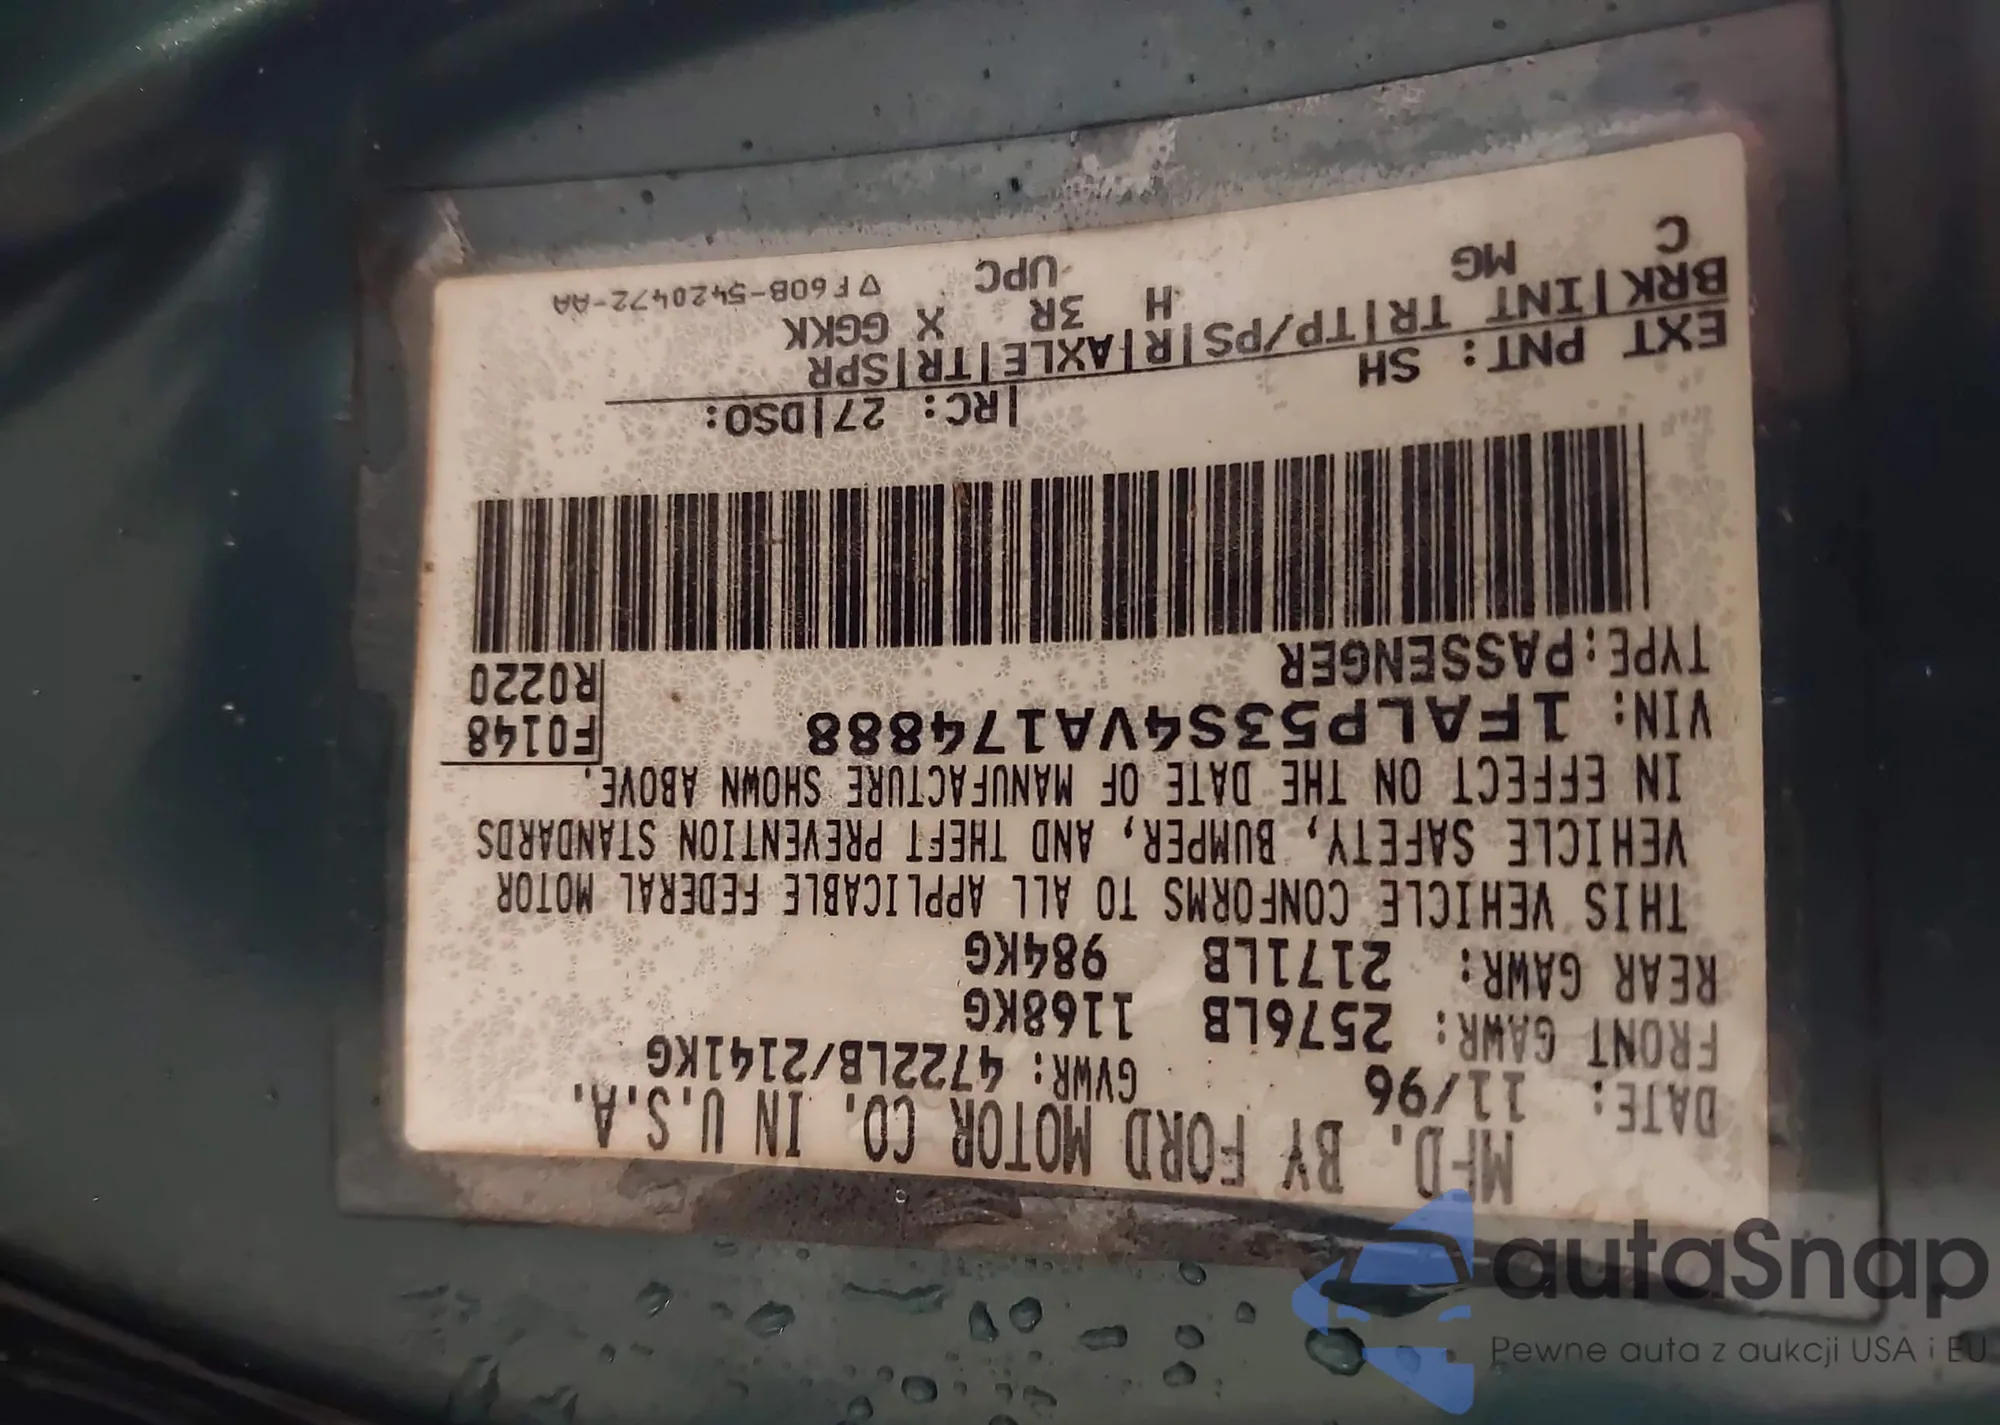 MFD. BY FORD MOTOR CO. IN U.S.A.
DATE: 11/96 GVWR: 4722LB/2141KG
FRONT GAWR: 2576LB 1168KG
REAR GAWR: 2171LB 984KG
THIS VEHICLE CONFORMS TO ALL APPLICABLE FEDERAL MOTOR
VEHICLE SAFETY, BUMPER, AND THEFT PREVENTION STANDARDS
IN EFFECT ON THE DATE OF MANUFACTURE SHOWN ABOVE.
VIN: 1FALP53S4VA174888
F0148
TYPE:PASSENGER
R0220
EXT PNT: SH |RC: 27|DSO:
BRK|INT TR|TP/PS|R|AXLE|TR|SPR
C MG H 3R X GGKK
UPC ▽F60B-5420472-AA
autaSnap
Pewne auta z aukcji USA i EU